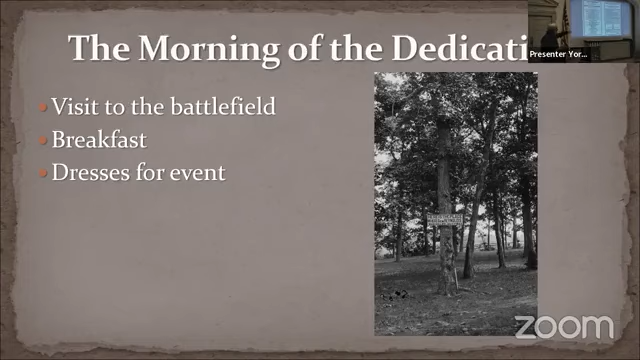 The Morning of the Dedicati
Presenter Yor...
Visit to the battlefield
Breakfast
Dresses for event
zoom